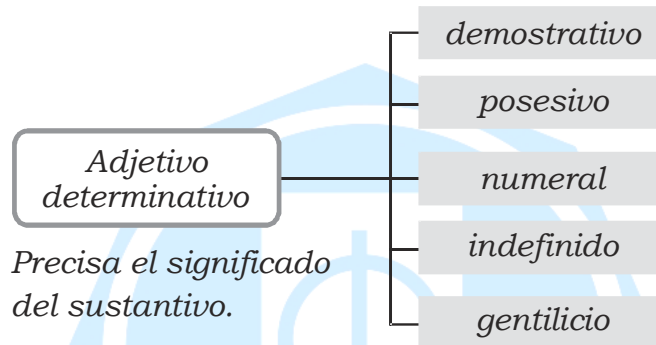 demostrativo
posesivo
Adjetivo
determinativo
numeral
Precisa el significado
del sustantivo.
indefinido
gentilicio